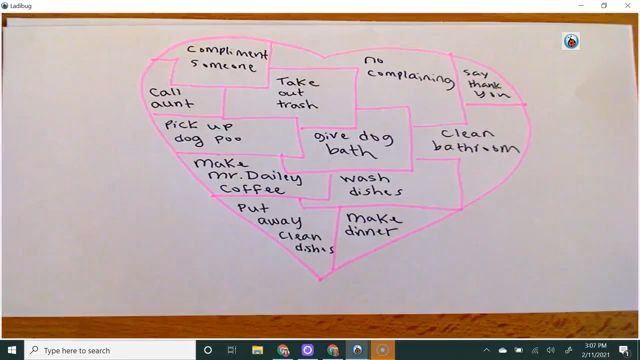 Ladibug
compliment
someone
no
complaining
say
thank
you
Take
out
trash
call
aunt
Pick up
dog poo
give dog
bath
clean
bathroom
make
mr. Dailey
coffee
wash
dishes
Put
away
clean
dishes
make
dinner
Type here to search
3:07 PM
2/11/2021